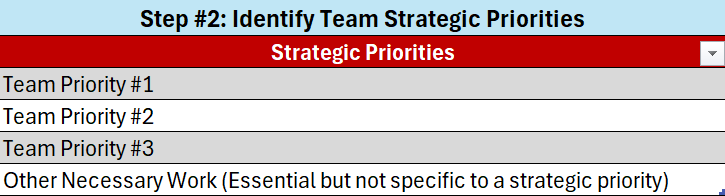 Step #2: Identify Team Strategic Priorities
Strategic Priorities
Team Priority #1
Team Priority #2
Team Priority #3
Other Necessary Work (Essential but not specific to a strategic priority)